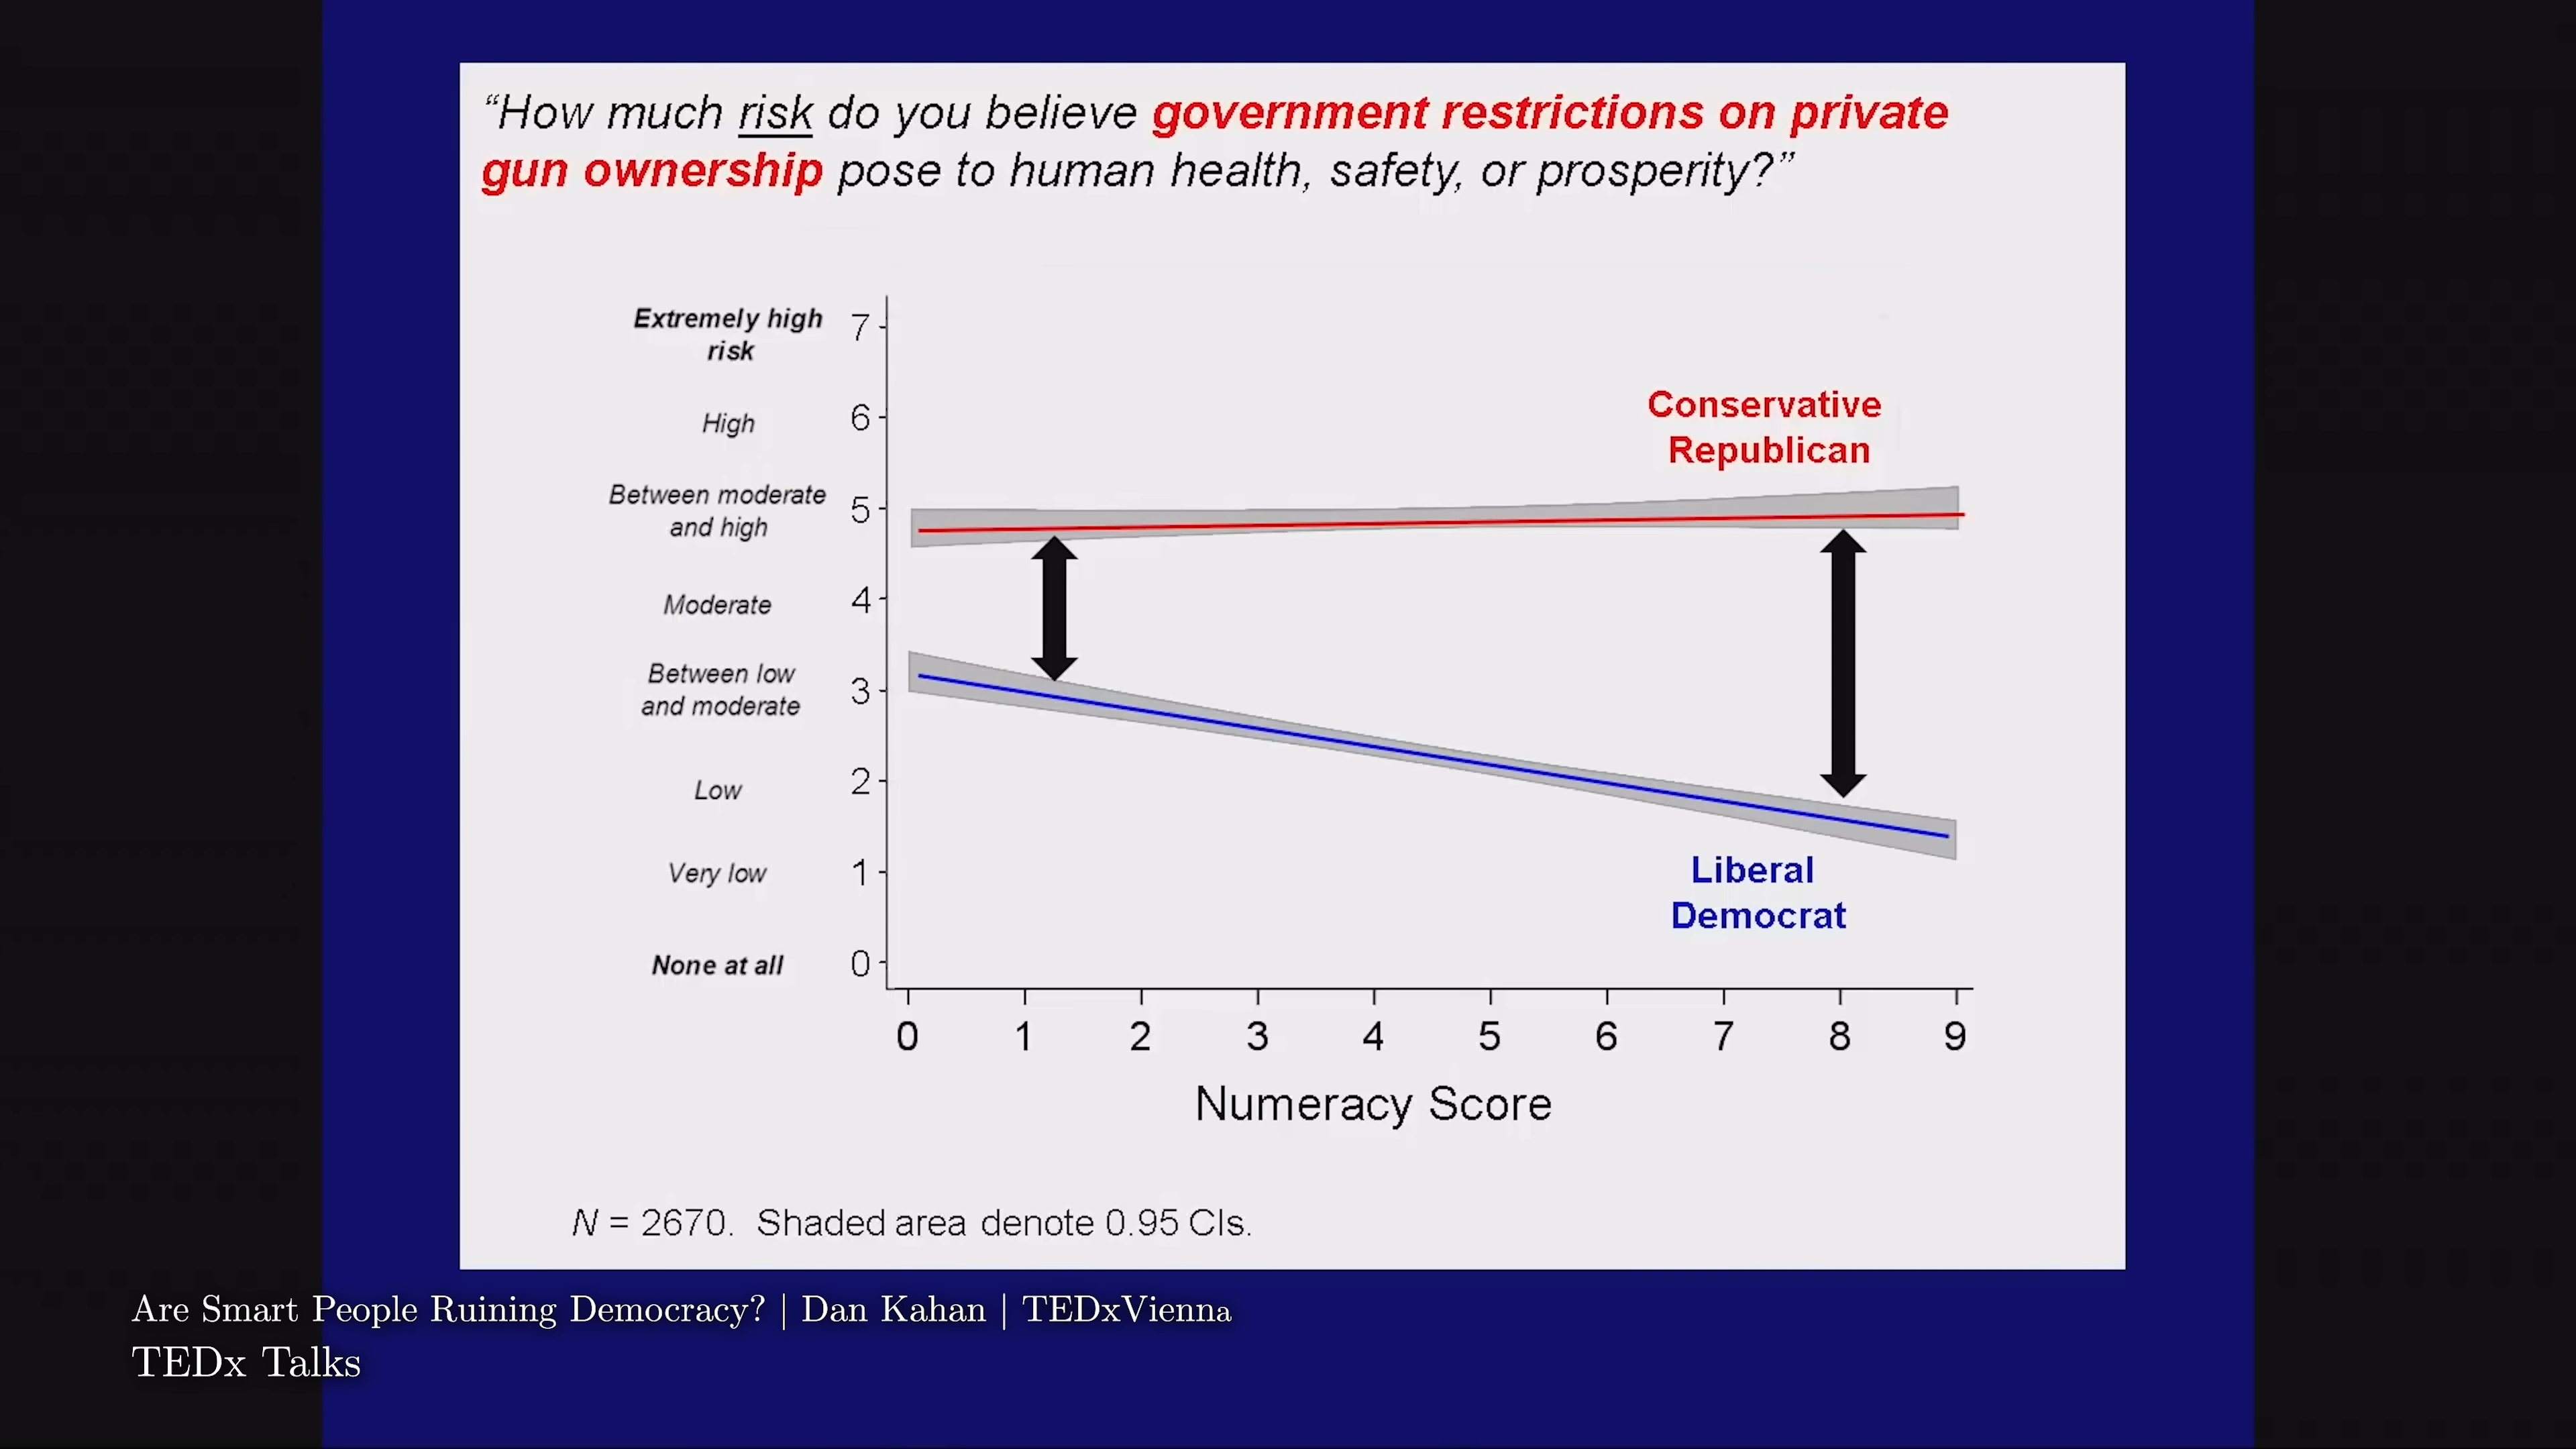 “How much risk do you believe government restrictions on private
gun ownership pose to human health, safety, or prosperity?”
Extremely high
risk
High
Between moderate
and high
Moderate
Between low
and moderate
Low
Very low
None at all
7
6
5
4
3
2
1
0
Conservative
Republican
Liberal
Democrat
0 1 2 3 4 5 6 7 8 9
Numeracy Score
N = 2670. Shaded area denote 0.95 CIs.
Are Smart People Ruining Democracy? | Dan Kahan | TEDxVienna
TEDx Talks